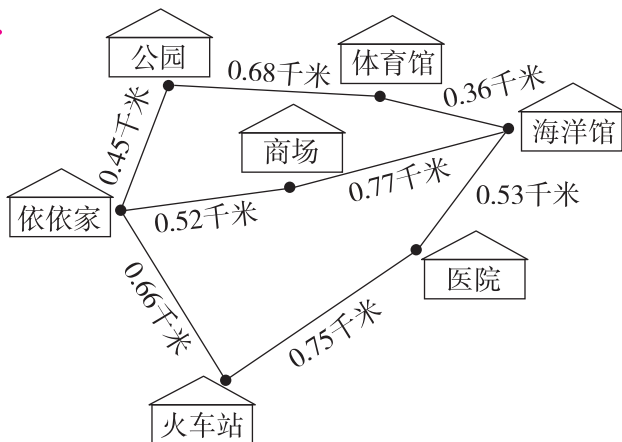 公园
0.68千米
体育馆
0.36千米
海洋馆
0.45千米
商场
0.77千米
0.53千米
依依家
0.52千米
医院
0.66千米
0.75千米
火车站